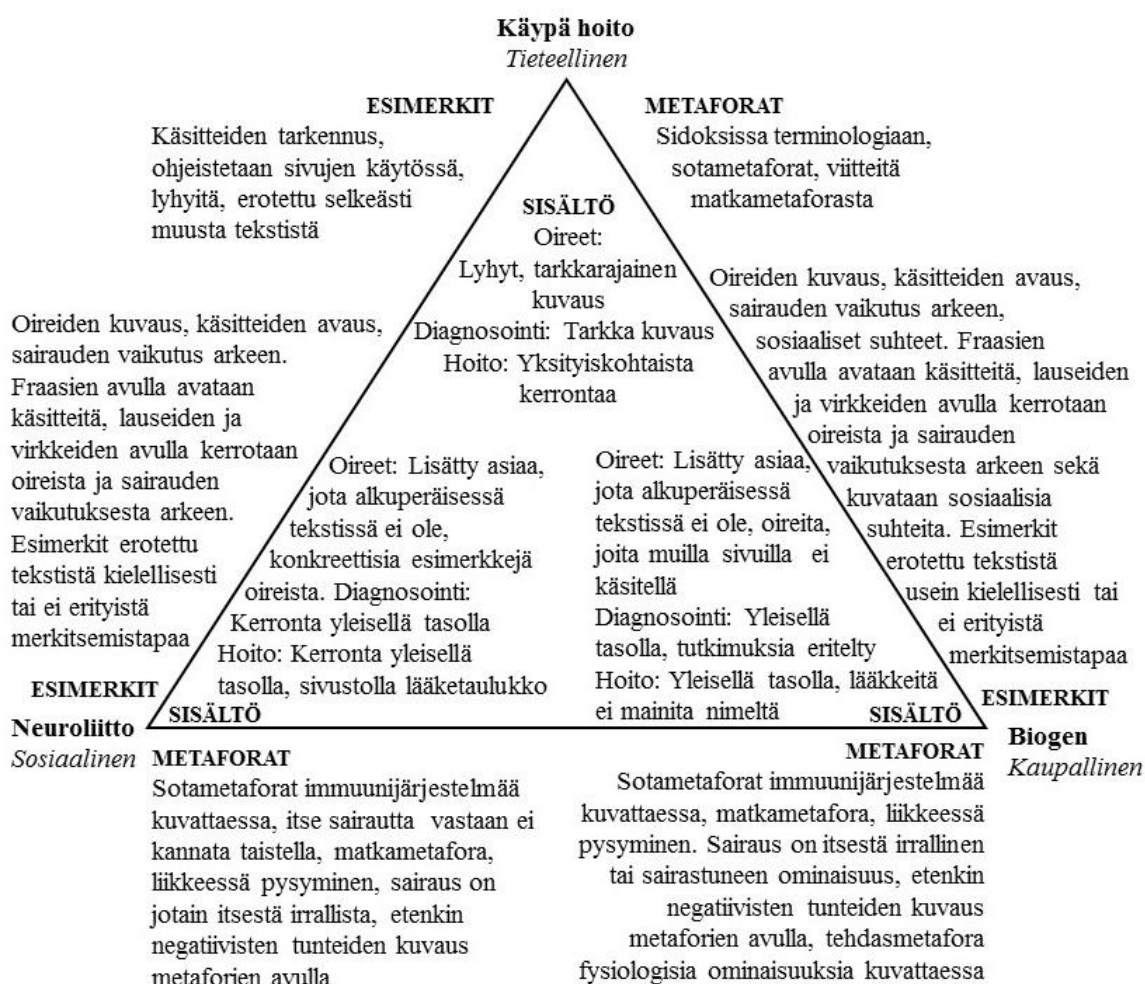 Käypä hoito
Tieteellinen
ESIMERKIT
Käsitteiden tarkennus,
ohjeistetaan sivujen käytössä,
lyhyitä, erotettu selkeästi
muusta tekstistä
METAFORAT
Sidoksissa terminologiaan,
sotametaforat, viitteitä
matkametaforasta
SISÄLTÖ
Oireet:
Lyhyt, tarkkarajainen
kuvaus
Diagnosointi: Tarkka kuvaus
Hoito: Yksityiskohtaista
kerrontaa
Oireiden kuvaus, käsitteiden avaus,
sairauden vaikutus arkeen.
Fraasien avulla avataan
käsitteitä, lauseiden ja
virkkeiden avulla kerrotaan
oireista ja sairauden
vaikutuksesta arkeen.
Esimerkit erotettu
tekstistä kielellisesti
tai ei erityistä
merkitsemistapaa
ESIMERKIT
Neuroliitto
Sosiaalinen
Oireet: Lisätty asiaa,
jota alkuperäisessä
tekstissä ei ole,
konkreettisia esimerkkejä
oireista. Diagnosointi:
Kerronta yleisellä tasolla
Hoito: Kerronta yleisellä
tasolla, sivustolla lääketaulukko
SISÄLTÖ
Oireet: Lisätty asiaa,
jota alkuperäisessä
tekstissä ei ole, oireita,
joita muilla sivuilla ei
käsitellä
Diagnosointi: Yleisellä
tasolla, tutkimuksia eritelty
Hoito: Yleisellä tasolla, lääkkeitä
ei mainita nimeltä
SISÄLTÖ
Oireiden kuvaus, käsitteiden avaus,
sairauden vaikutus arkeen,
sosiaaliset suhteet. Fraasien
avulla avataan käsitteitä, lauseiden
ja virkkeiden avulla kerrotaan
oireista ja sairauden
vaikutuksesta arkeen sekä
kuvataan sosiaalisia
suhteita. Esimerkit
erotettu tekstistä
usein kielellisesti tai
ei erityistä
merkitsemistapaa
ESIMERKIT
Biogen
Kaupallinen
METAFORAT
Sotametaforat immuunijärjestelmää
kuvattaessa, itse sairautta vastaan ei
kannata taistella, matkametafora,
liikkeessä pysyminen, sairaus on
jotain itsestä irrallista, etenkin
negatiivisten tunteiden kuvaus
metaforien avulla
METAFORAT
Sotametaforat immuunijärjestelmää
kuvattaessa, matkametafora, liikkeessä
pysyminen. Sairaus on itsestä irrallinen
tai sairastuneen ominaisuus, etenkin
negatiivisten tunteiden kuvaus
metaforien avulla, tehdasmetafora
fysiologisia ominaisuuksia kuvattaessa